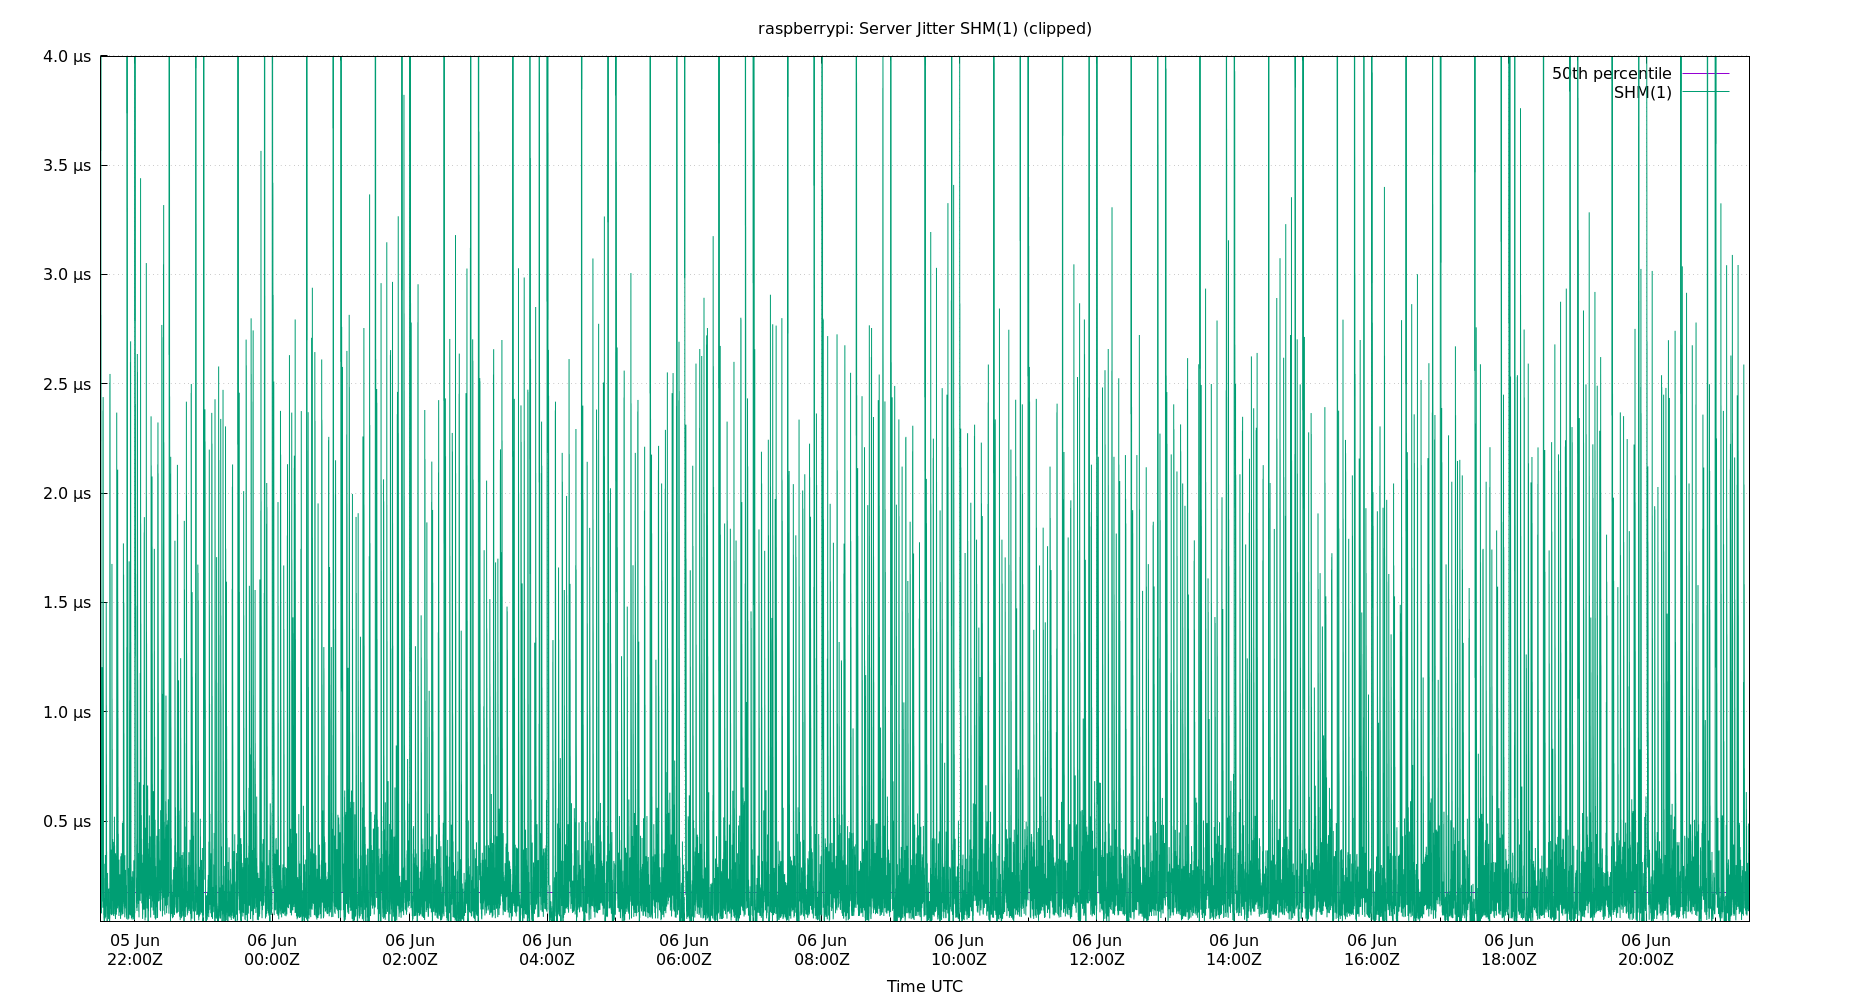 raspberrypi: Server Jitter SHM(1) (clipped)
4.0 µs
50th percentile
SHM(1)
3.5 µs
3.0 µs
2.5 µs
2.0 µs
1.5 µs
1.0 µs
0.5 µs
05 Jun 06 Jun 06 Jun 06 Jun 06 Jun 06 Jun 06 Jun 06 Jun 06 Jun 06 Jun 06 Jun 06 Jun
22:00Z 00:00Z 02:00Z 04:00Z 06:00Z 08:00Z 10:00Z 12:00Z 14:00Z 16:00Z 18:00Z 20:00Z
Time UTC